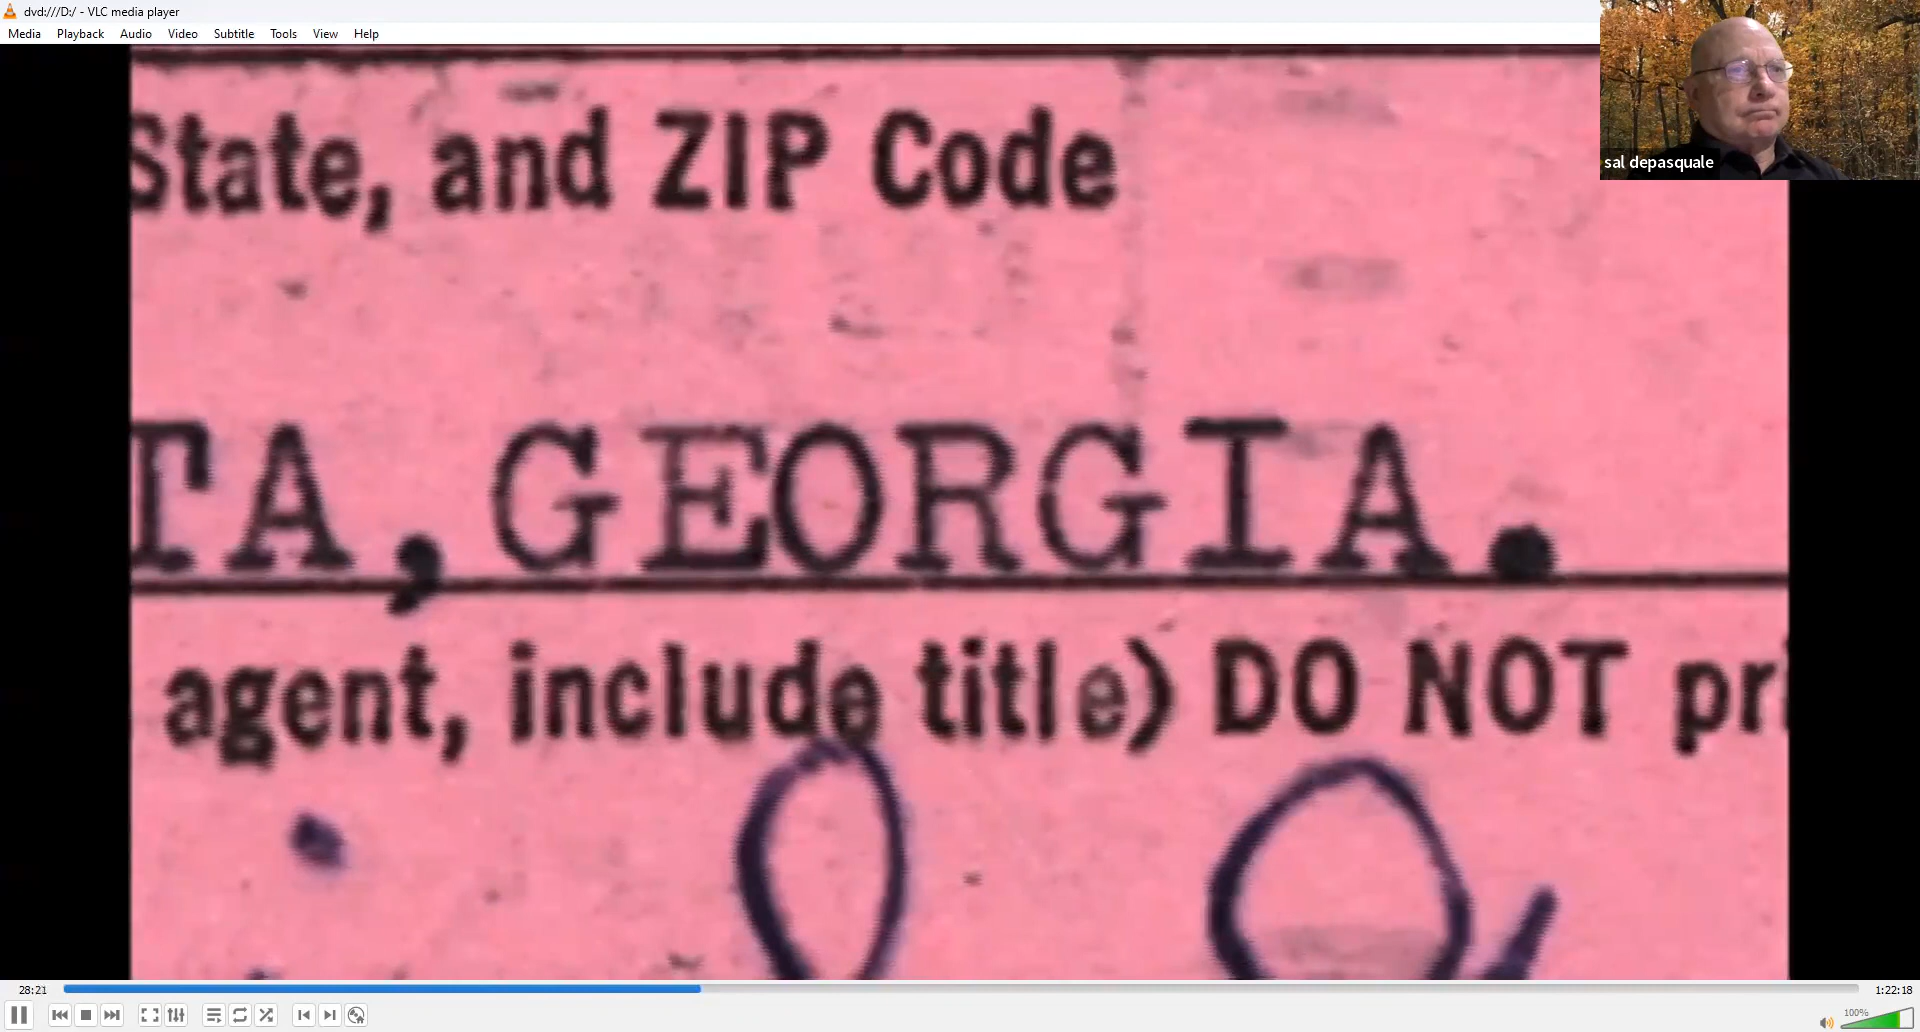 dvd:///D:/ - VLC media player
Media Playback Audio Video Subtitle Tools View Help
sal depasquale
State, and ZIP Code
TA, GEORGIA.
agent, include title) DO NOT pri
28:21
1:22:18
100%